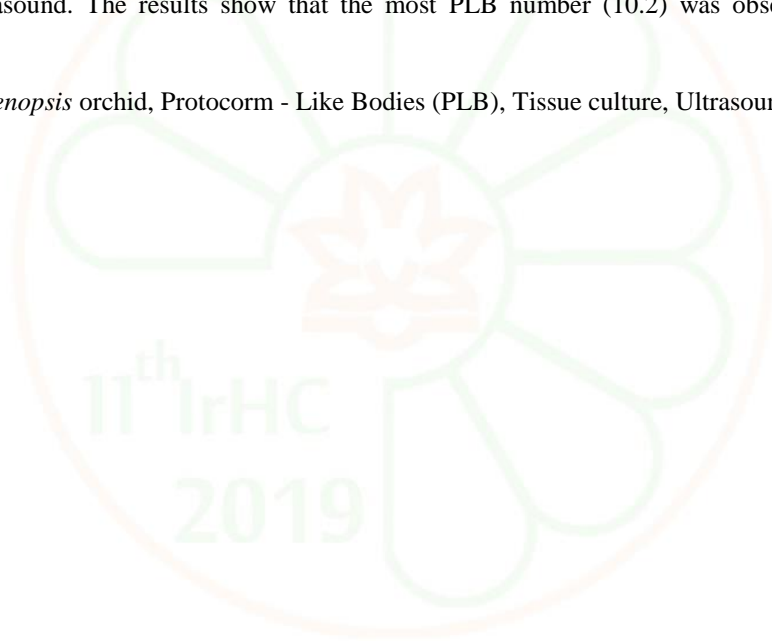 asound. The results show that the most PLB number (10.2) was obse
enopsis orchid, Protocorm - Like Bodies (PLB), Tissue culture, Ultrasoun
11th IrHC
2019